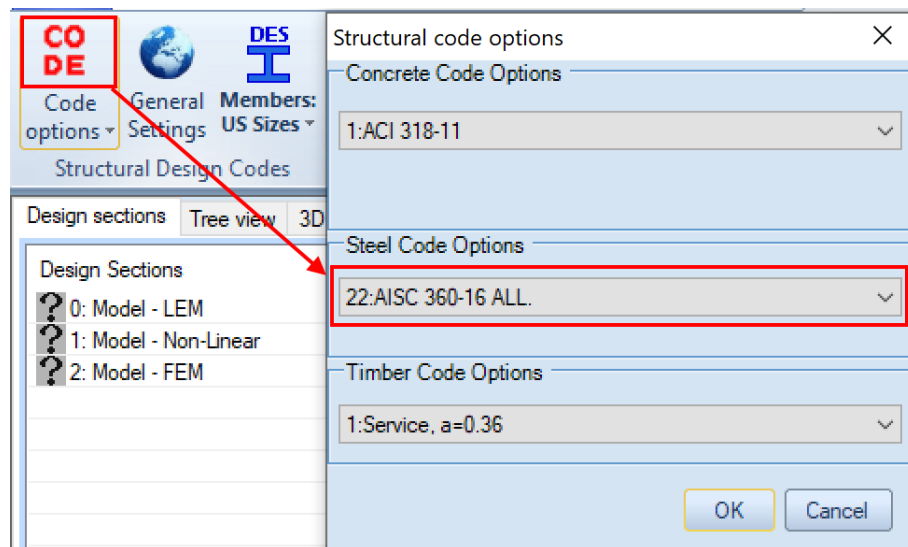 CO
DE
Code
options
General
Settings
DES
Members:
US Sizes
Structural Design Codes
Design sections
Tree view
3D
Design Sections
0: Model - LEM
1: Model - Non-Linear
2: Model - FEM
Structural code options
Concrete Code Options
1:ACI 318-11
Steel Code Options
22:AISC 360-16 ALL.
Timber Code Options
1:Service, a=0.36
OK
Cancel